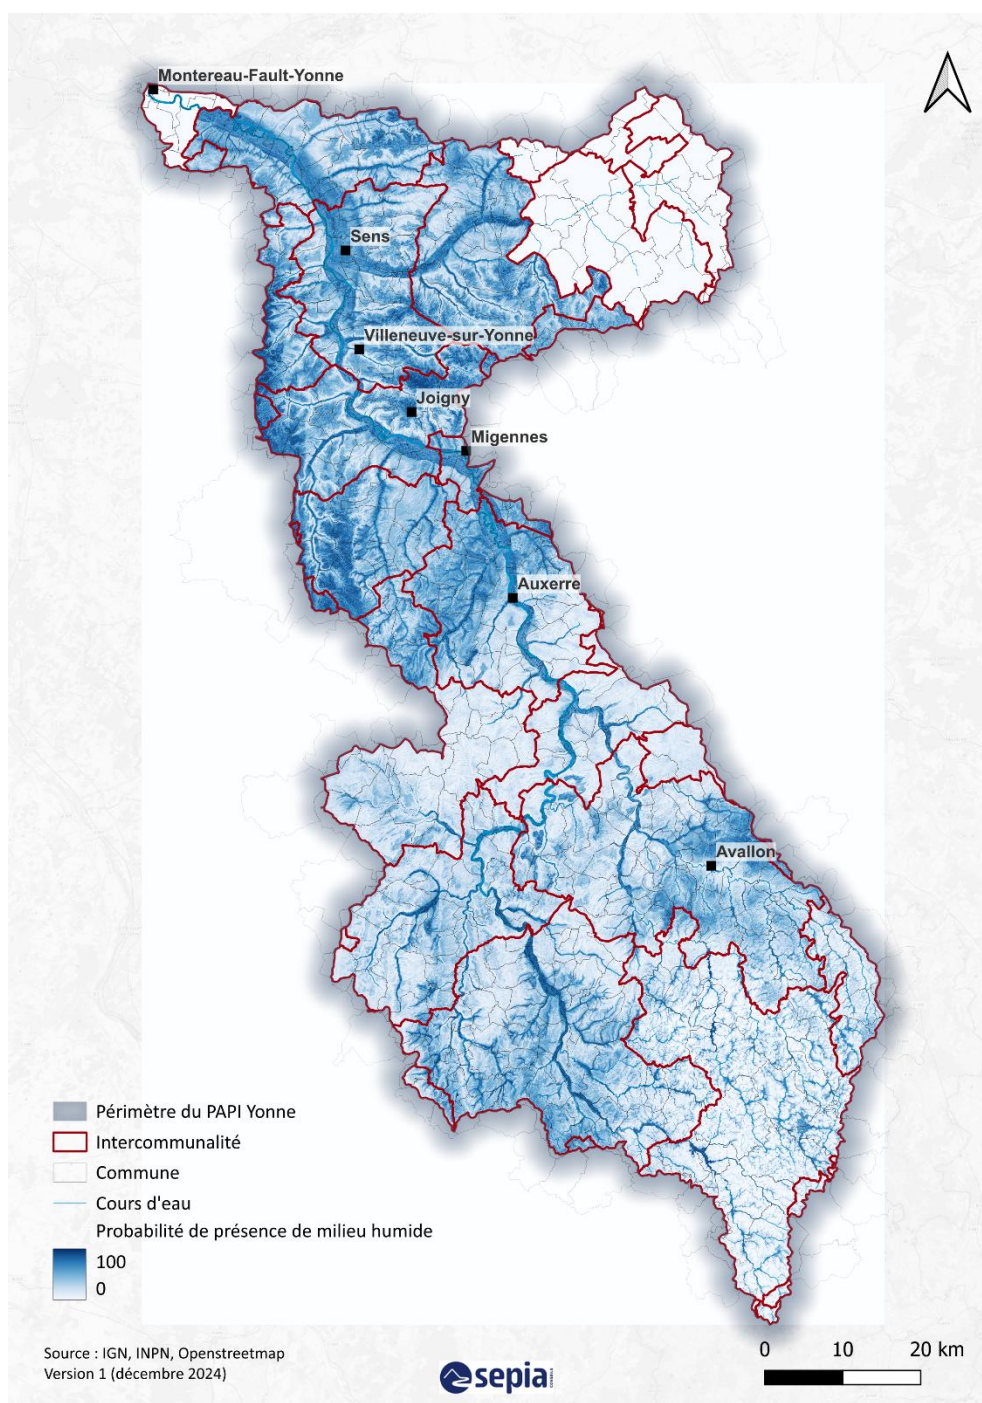 Montereau-Fault-Yonne
Sens
Villeneuve-sur-Yonne
Joigny
Migennes
Auxerre
Avallon
Périmètre du PAPI Yonne
Intercommunalité
Commune
Cours d'eau
Probabilité de présence de milieu humide
100
0
Source : IGN, INPN, Openstreetmap
Version 1 (décembre 2024)
sepia
CONSEILS
0 10 20 km